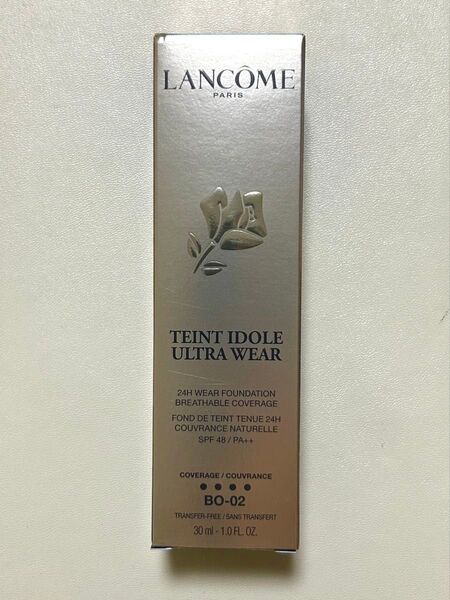 LANCÔME
PARIS
TEINT IDOLE
ULTRA WEAR
24H WEAR FOUNDATION
BREATHABLE COVERAGE
FOND DE TEINT TENUE 24H
COUVRANCE NATURELLE
SPF 48 / PA++
COVERAGE / COUVRANCE
● ● ● ●
BO-02
TRANSFER-FREE / SANS TRANSFERT
30 ml - 1.0 FL. OZ.